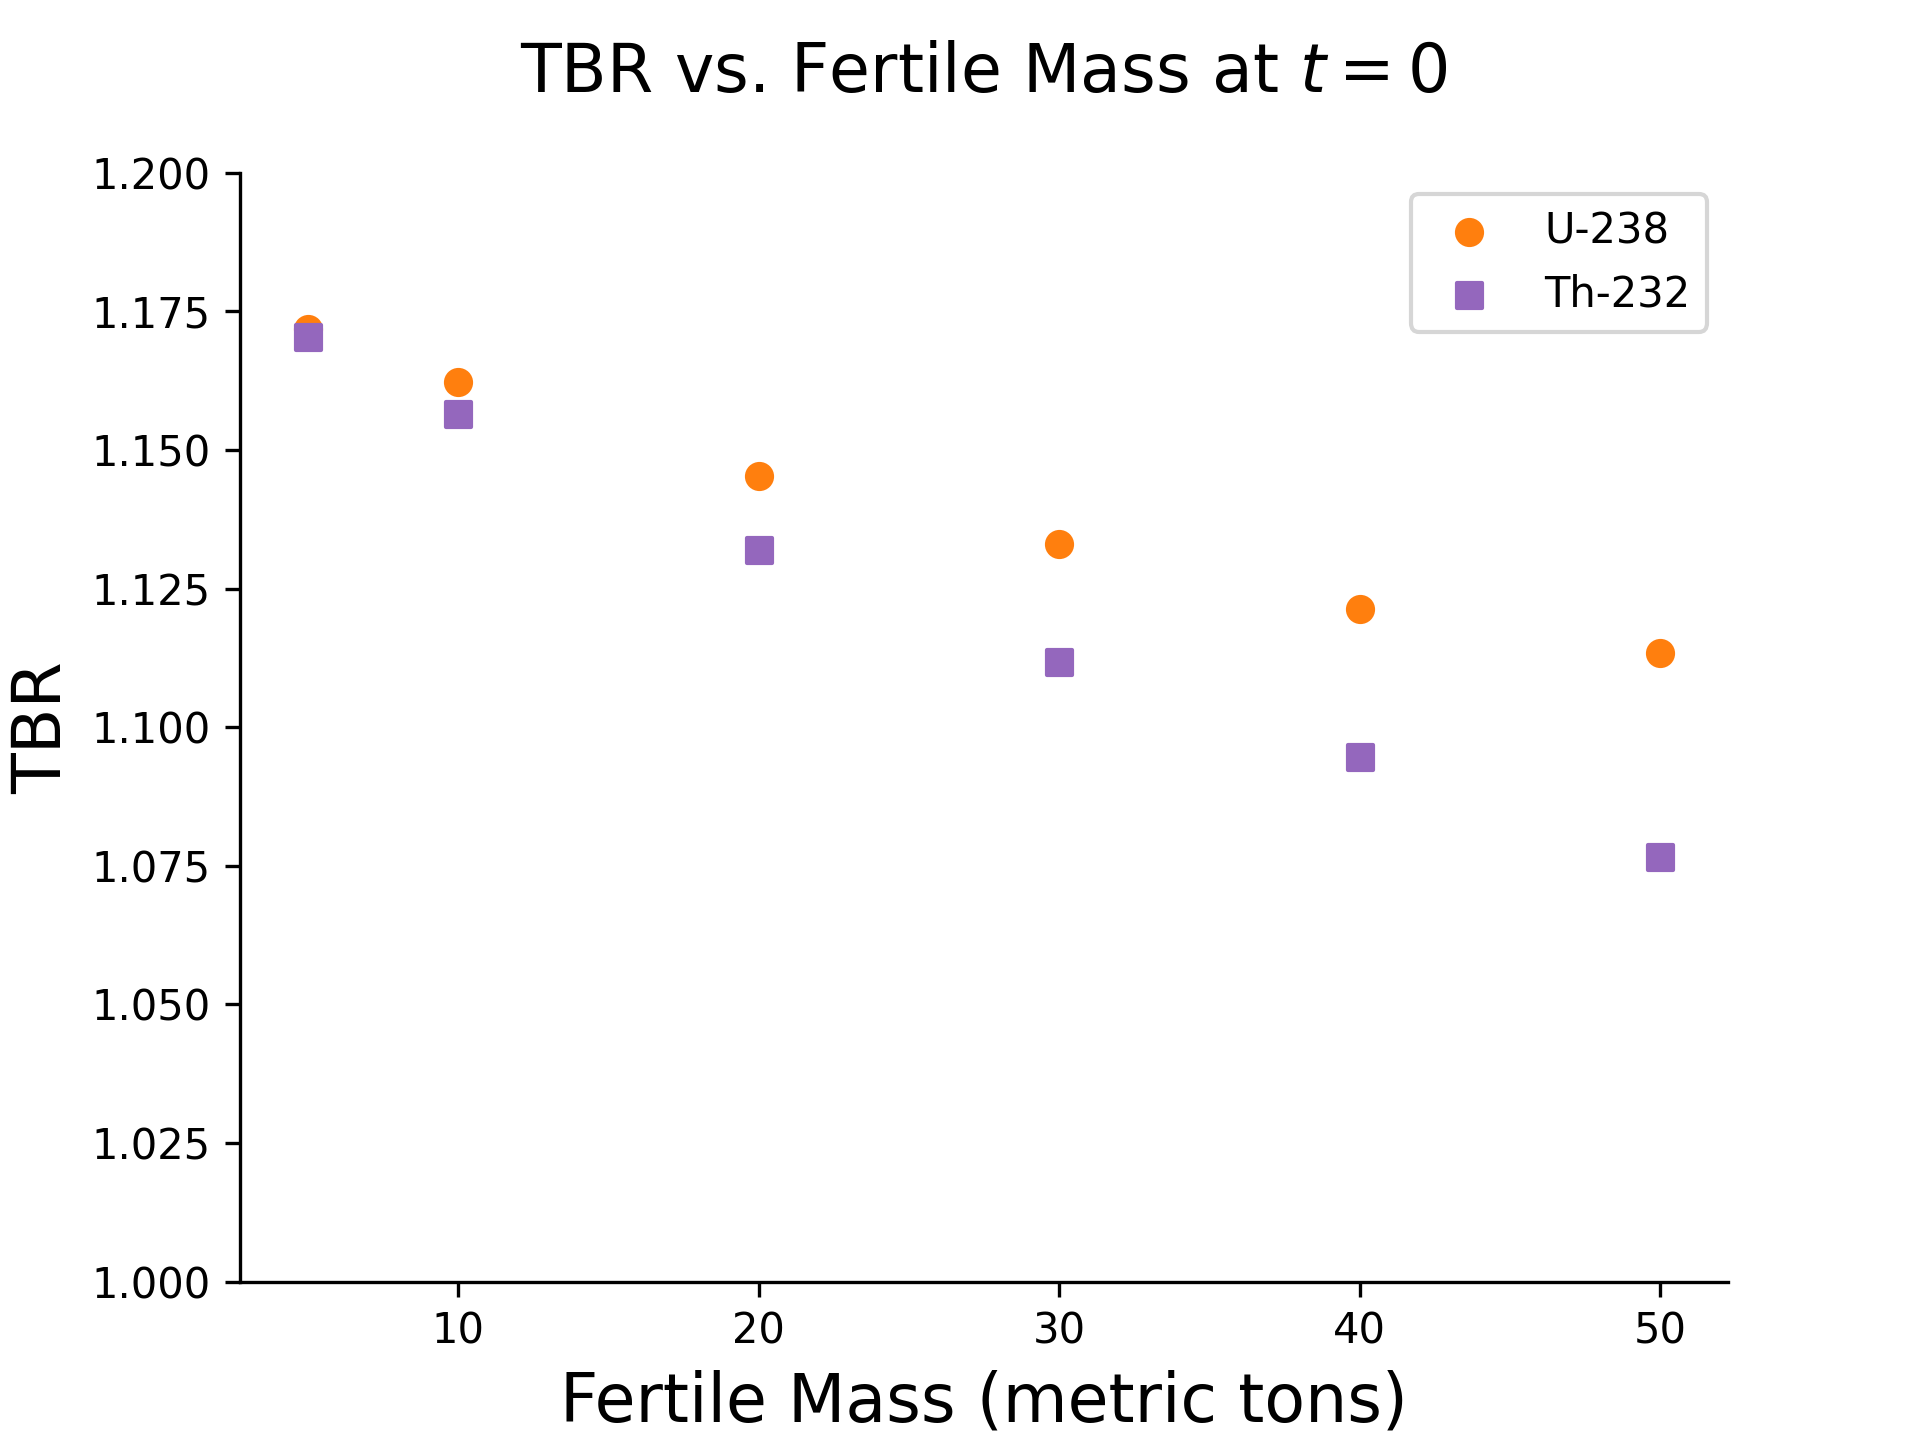 TBR vs. Fertile Mass at t = 0
1.200
1.175
1.150
1.125
1.100
1.075
1.050
1.025
1.000
TBR
U-238
Th-232
10 20 30 40 50
Fertile Mass (metric tons)